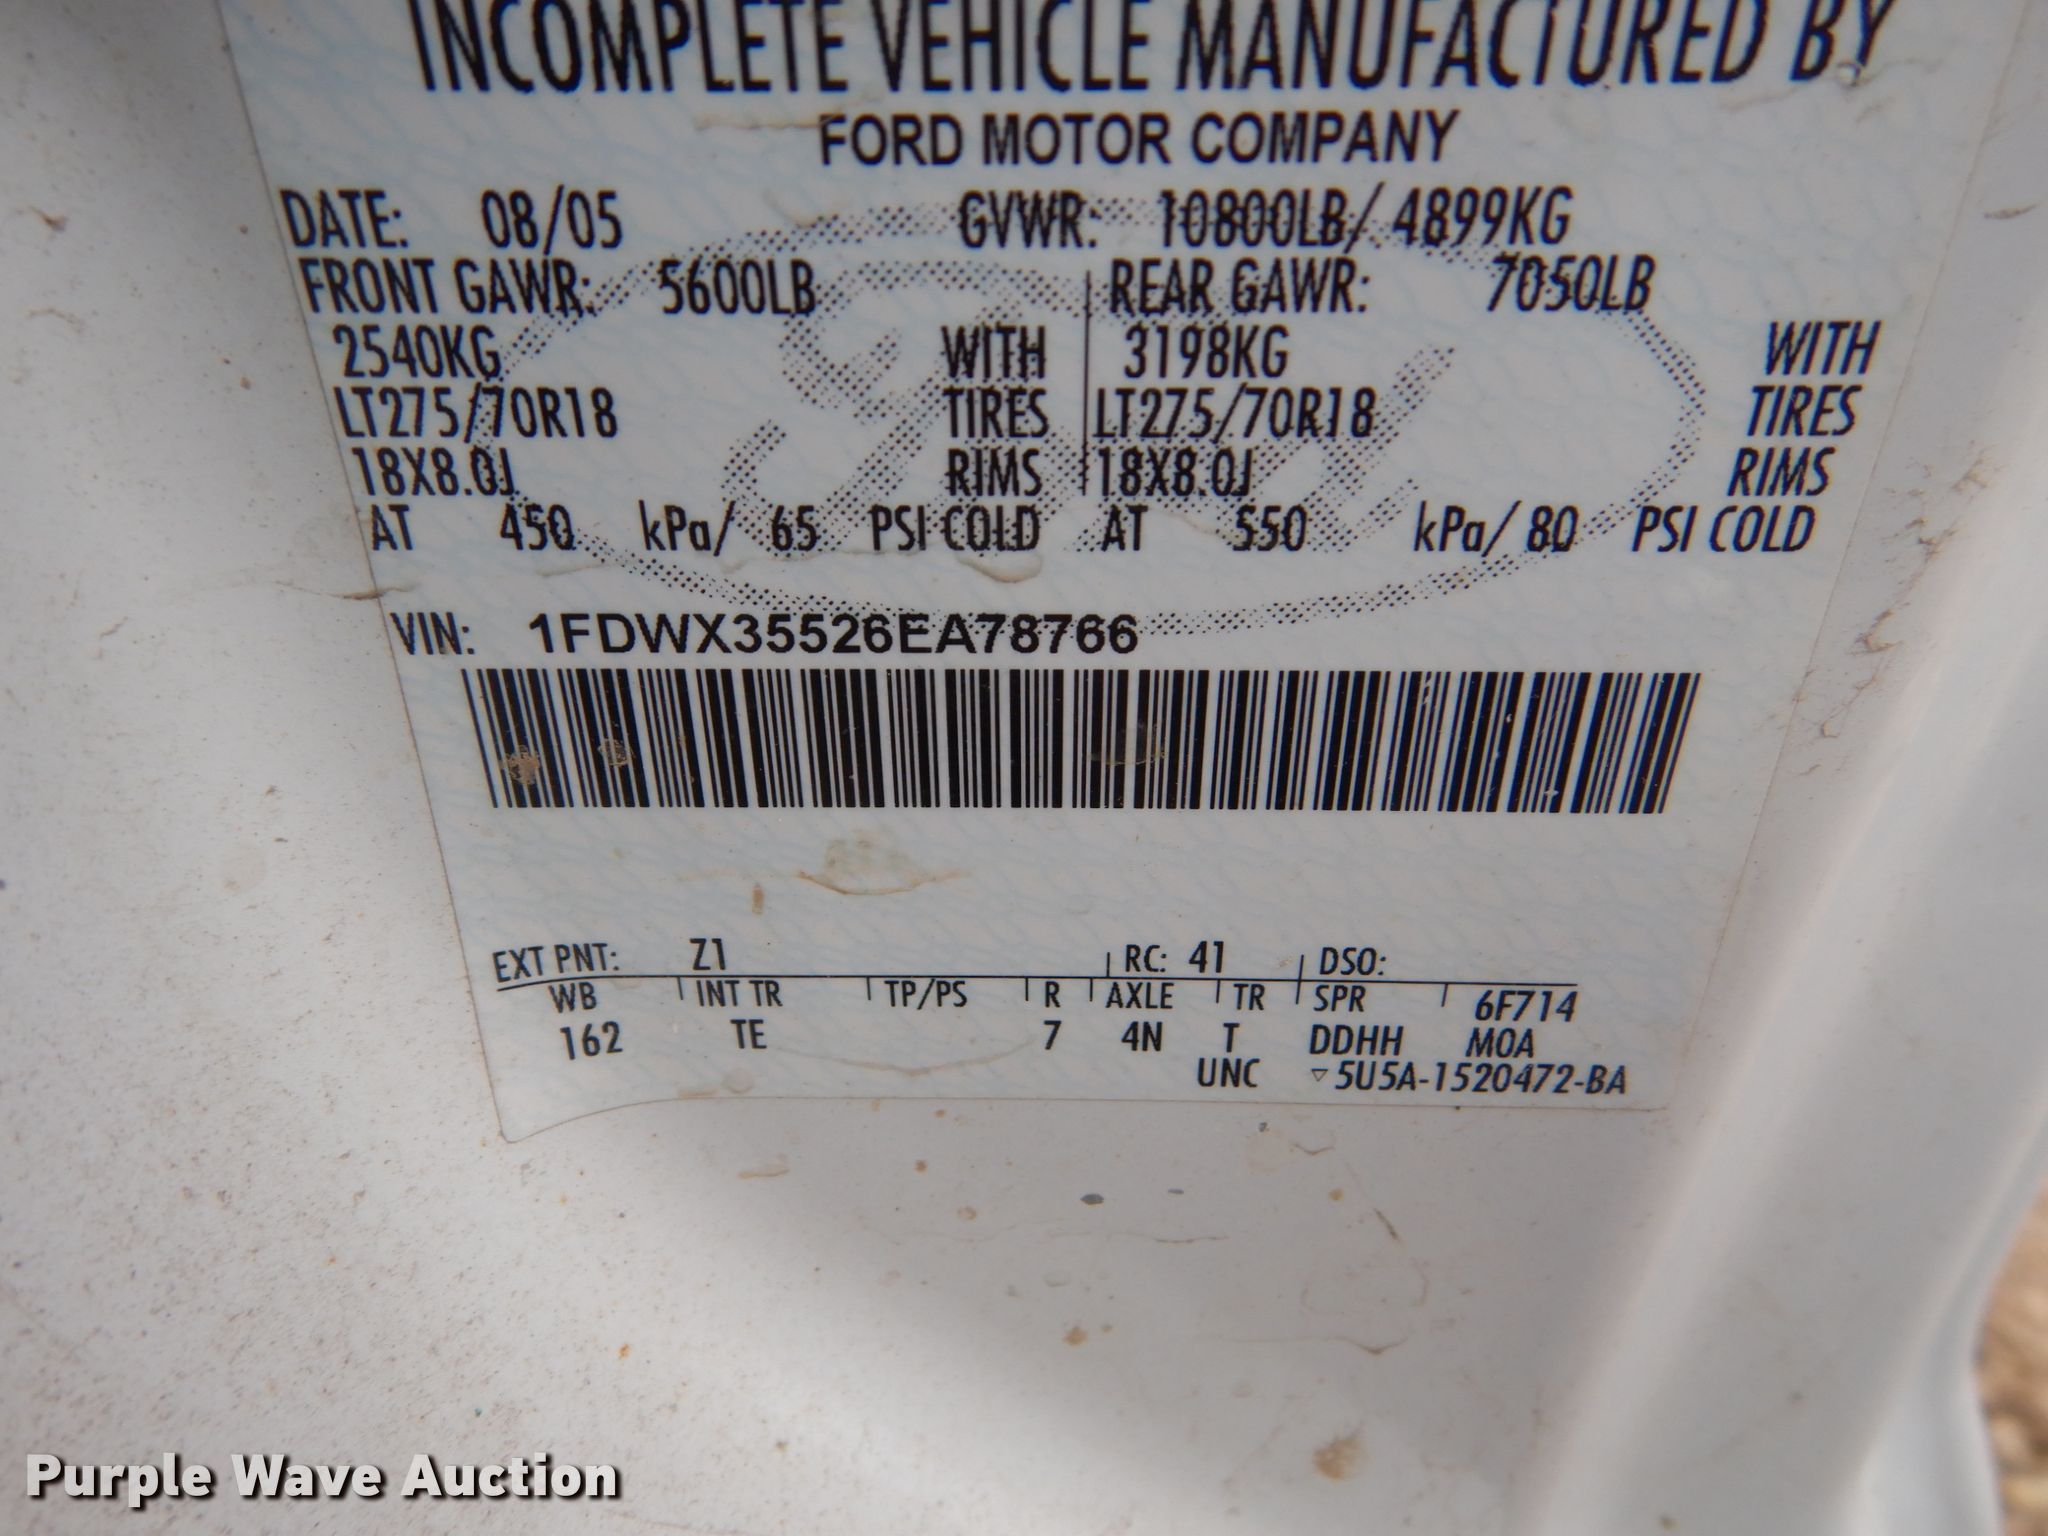 INCOMPLETE VEHICLE MANUFACTURED BY
FORD MOTOR COMPANY
DATE: 08/05 GVWR: 10800LB/ 4899KG
FRONT GAWR: 5600LB REAR GAWR: 7050LB
2540KG WITH 3198KG WITH
LT275/70R18 TIRES LT275/70R18 TIRES
18X8.0J RIMS 18X8.0J RIMS
AT 450 kPa/ 65 PSI COLD AT 550 kPa/ 80 PSI COLD
VIN: 1FDWX35526EA78766
EXT PNT: Z1 RC: 41 DSO:
WB INT TR TP/PS R AXLE TR SPR 6F714
162 TE 7 4N T DDHH MOA
UNC ▽5U5A-1520472-BA
Purple Wave Auction